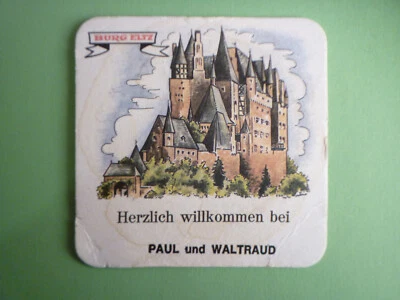 BURG ELTZ
Herzlich willkommen bei
PAUL und WALTRAUD